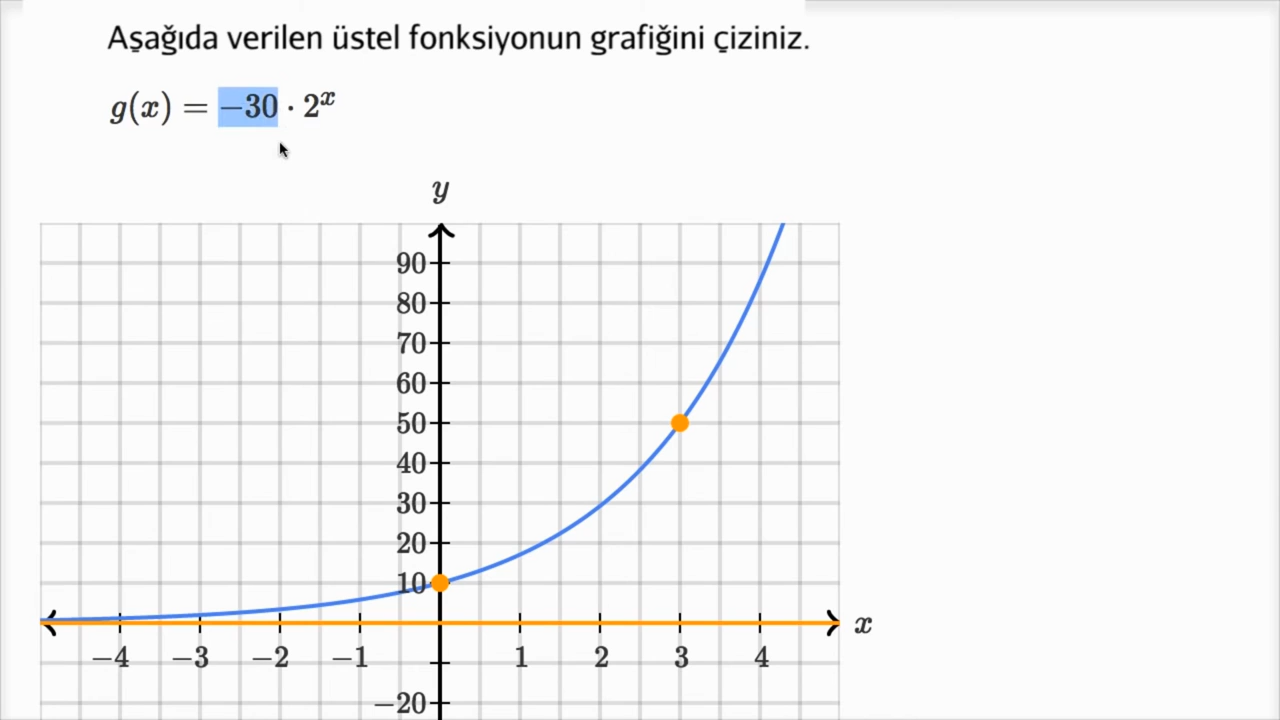 Aşağıda verilen üstel fonksiyonun grafiğini çiziniz.
g(x) = −30 · 2^x
y
90
80
70
60
50
40
30
20
10
x
−4 −3 −2 −1 1 2 3 4
−20